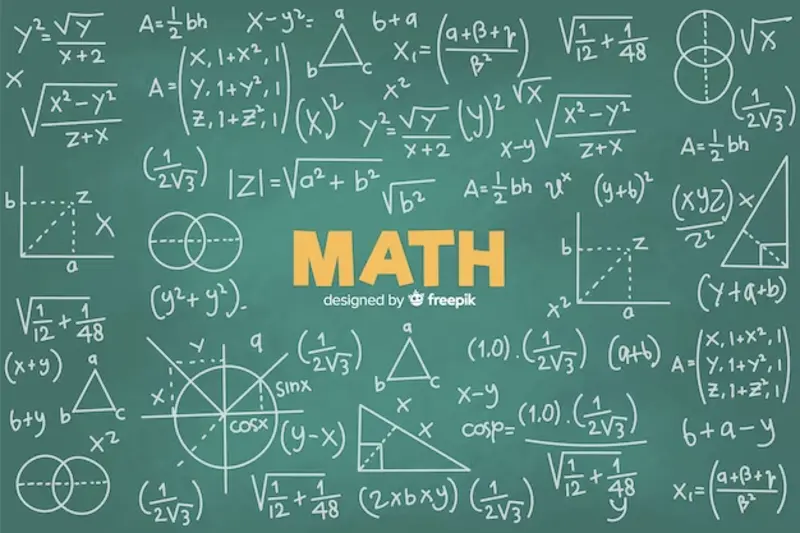 y² = √y / x+2
A=½bh
x-y²=
a
b c
b+a
x₁=((a+β+γ)/β²)
√(1/12 + 1/48)
√x
x
√((x²-y²)/(z+x))
A=(x, 1+x², 1)
(y. 1+y², 1)
(z, 1+z², 1)
(x,)²
x²
y² = √y / x+2
(y)²
√x
x-y
√((x²-y²)/(z+x))
(1/2√3)
A=½bh
(1/2√3)
|z|=√(a²+b²)
√b²
A=½bh
(y+b)²
(xyz)/z²
x
b z
a
X
MATH
designed by freepik
b z
x² a
(y²+y²).
(y+a+b)
√(1/12 + 1/48)
y
q
(1/2√3)
a
b c
(1,0).(1/2√3)
(a+b)
A=(x, 1+x², 1)
(y. 1+y², 1)
(z, 1+z², 1)
(x+y)
a
b c
x
sinx
cosx
b+y
x²
(y-x)
x
x
x-y
cosp= (1,0).(1/2√3) / √(1/12 + 1/48)
y
b+a-y
(1/2√3)
√(1/12 + 1/48)
(2xbxy)
(1/2√3)
x₁=((a+β+γ)/β²)